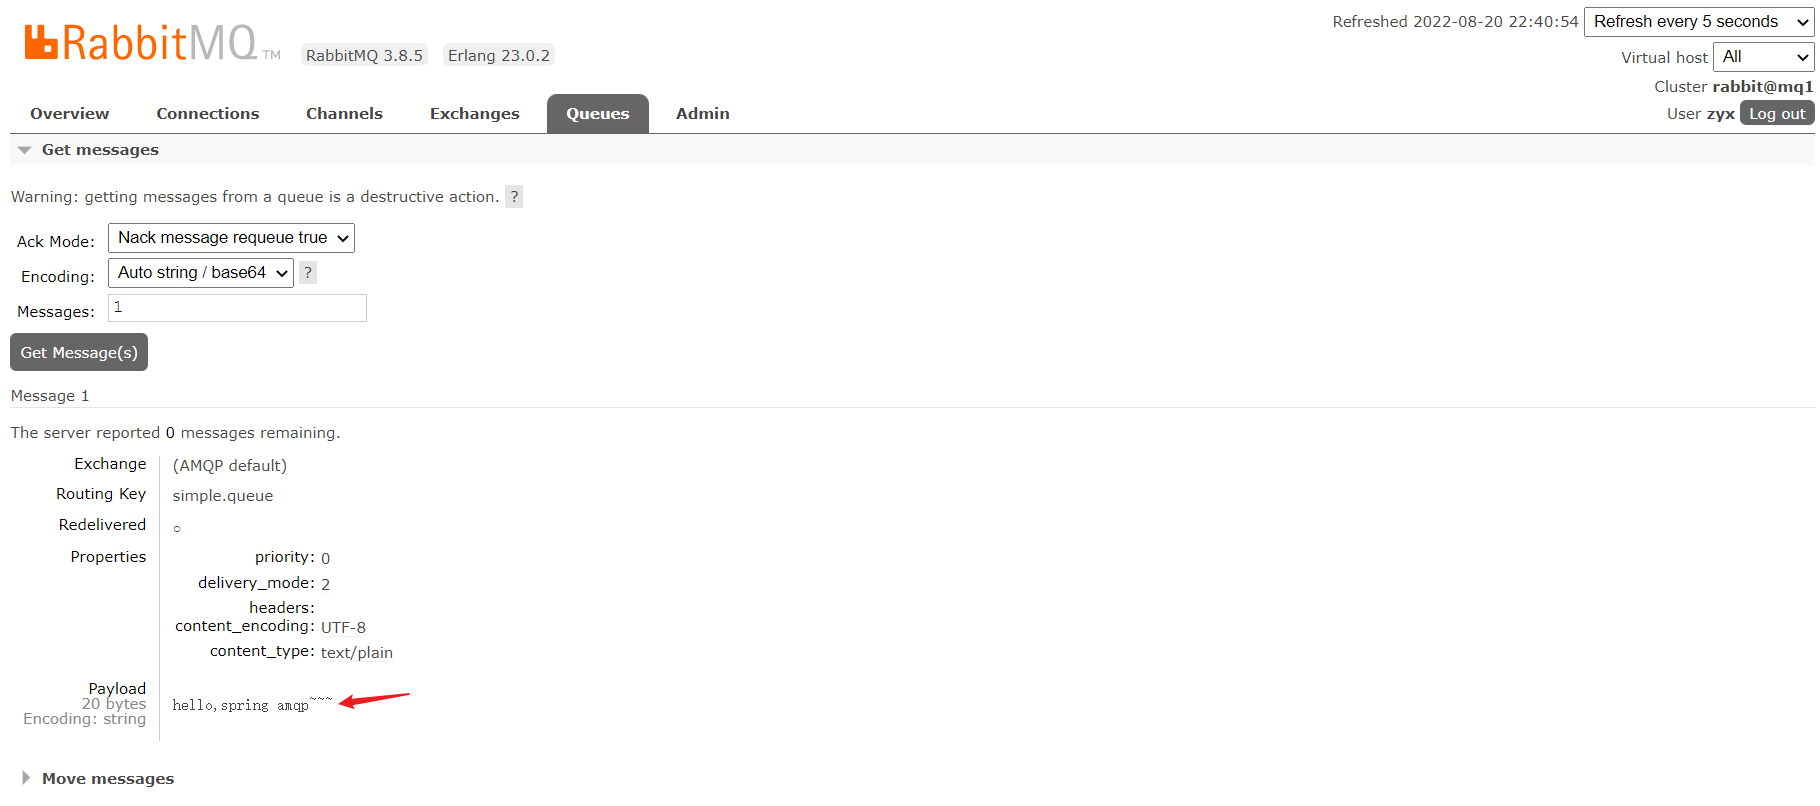 Refreshed 2022-08-20 22:40:54 Refresh every 5 seconds
RabbitMQ TM RabbitMQ 3.8.5 Erlang 23.0.2
Virtual host All
Cluster rabbit@mq1
User zyx Log out
Overview Connections Channels Exchanges Queues Admin
Get messages
Warning: getting messages from a queue is a destructive action. ?
Ack Mode: Nack message requeue true
Encoding: Auto string / base64 ?
Messages: 1
Get Message(s)
Message 1
The server reported 0 messages remaining.
Exchange (AMQP default)
Routing Key simple.queue
Redelivered ○
Properties priority: 0
delivery_mode: 2
headers:
content_encoding: UTF-8
content_type: text/plain
Payload
20 bytes
Encoding: string
hello,spring amqp~~~
Move messages